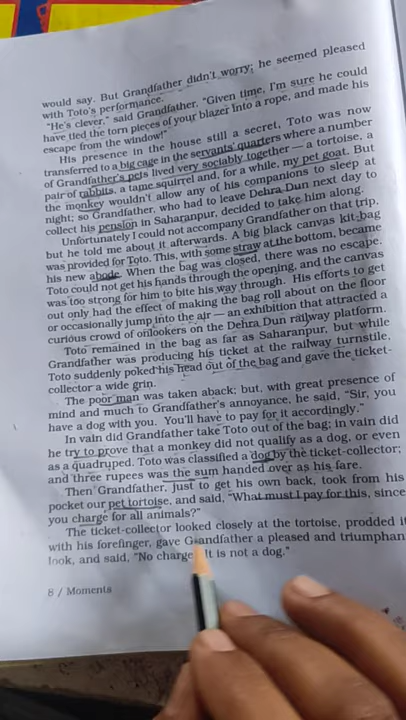 would say. But Grandfather didn't worry; he seemed pleased
with Toto's performance.
"He's clever," said Grandfather. "Given time, I'm sure he could
have tied the torn pieces of your blazer into a rope, and made his
escape from the window!"
His presence in the house still a secret, Toto was now
transferred to a big cage in the servants' quarters where a number
of Grandfather's pets lived very sociably together — a tortoise, a
pair of rabbits, a tame squirrel and, for a while, my pet goat. But
the monkey wouldn't allow any of his companions to sleep at
night; so Grandfather, who had to leave Dehra Dun next day to
collect his pension in Saharanpur, decided to take him along.
Unfortunately I could not accompany Grandfather on that trip,
but he told me about it afterwards. A big black canvas kit-bag
was provided for Toto. This, with some straw at the bottom, became
his new abode. When the bag was closed, there was no escape.
Toto could not get his hands through the opening, and the canvas
was too strong for him to bite his way through. His efforts to get
out only had the effect of making the bag roll about on the floor
or occasionally jump into the air — an exhibition that attracted a
curious crowd of onlookers on the Dehra Dun railway platform.
Toto remained in the bag as far as Saharanpur, but while
Grandfather was producing his ticket at the railway turnstile,
Toto suddenly poked his head out of the bag and gave the ticket-
collector a wide grin.
The poor man was taken aback; but, with great presence of
mind and much to Grandfather's annoyance, he said, "Sir, you
have a dog with you. You'll have to pay for it accordingly."
In vain did Grandfather take Toto out of the bag; in vain did
he try to prove that a monkey did not qualify as a dog, or even
as a quadruped. Toto was classified a dog by the ticket-collector;
and three rupees was the sum handed over as his fare.
Then Grandfather, just to get his own back, took from his
pocket our pet tortoise, and said, "What must I pay for this, since
you charge for all animals?"
The ticket-collector looked closely at the tortoise, prodded it
with his forefinger, gave Grandfather a pleased and triumphan
look, and said, "No charge. It is not a dog."
8 / Moments